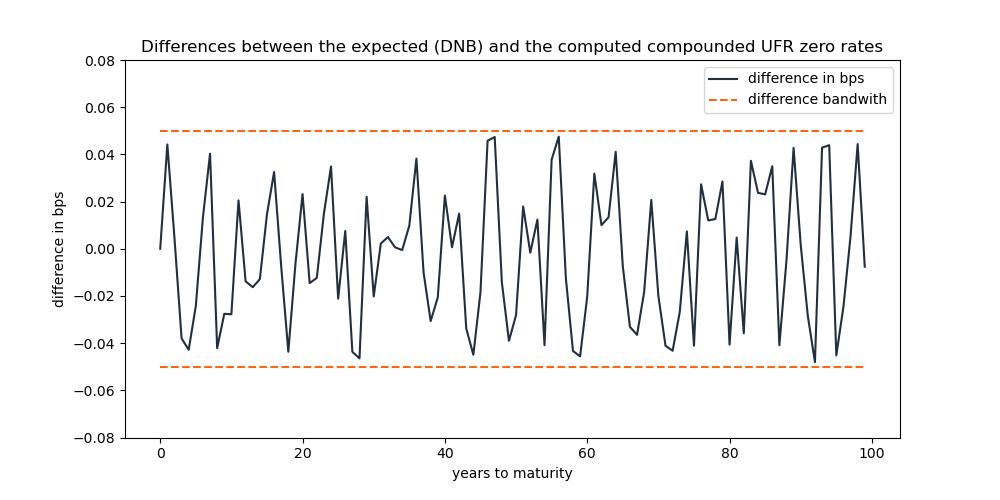 Differences between the expected (DNB) and the computed compounded UFR zero rates
difference in bps
difference bandwith
difference in bps
0.08
0.06
0.04
0.02
0.00
−0.02
−0.04
−0.06
−0.08
0 20 40 60 80 100
years to maturity